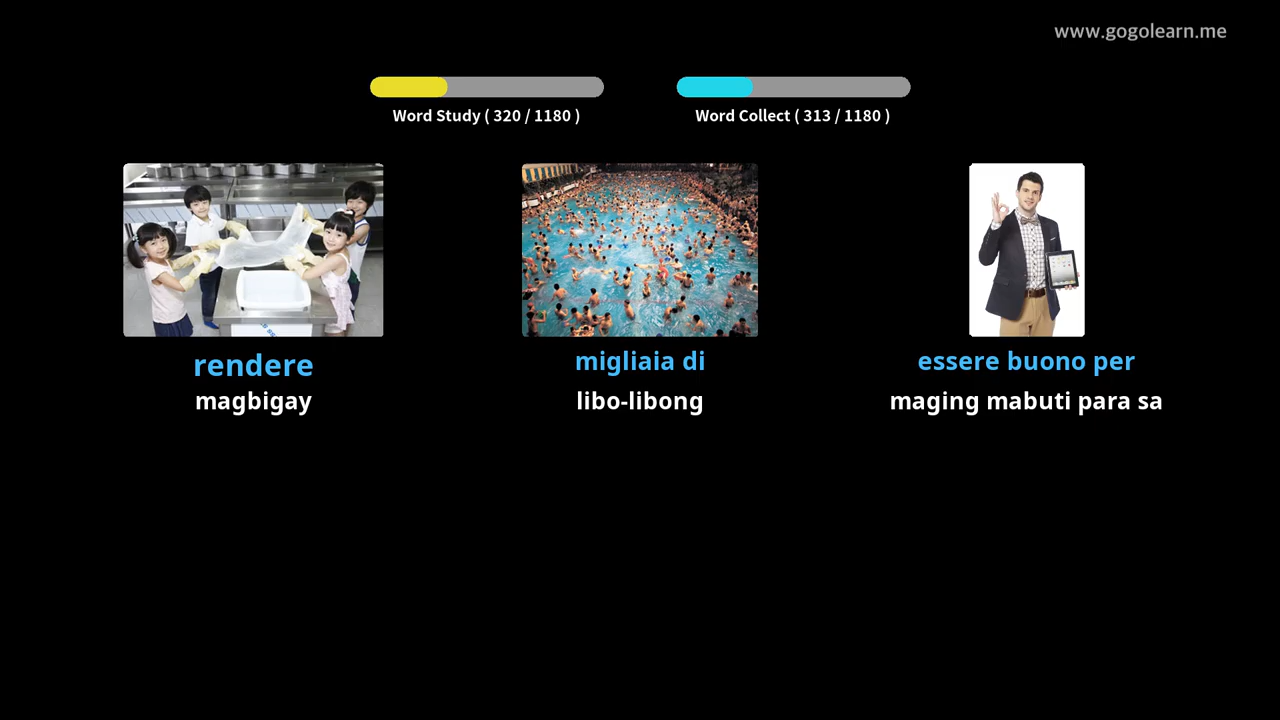 www.gogolearn.me
Word Study ( 320 / 1180 )
Word Collect ( 313 / 1180 )
rendere
magbigay
migliaia di
libo-libong
essere buono per
maging mabuti para sa